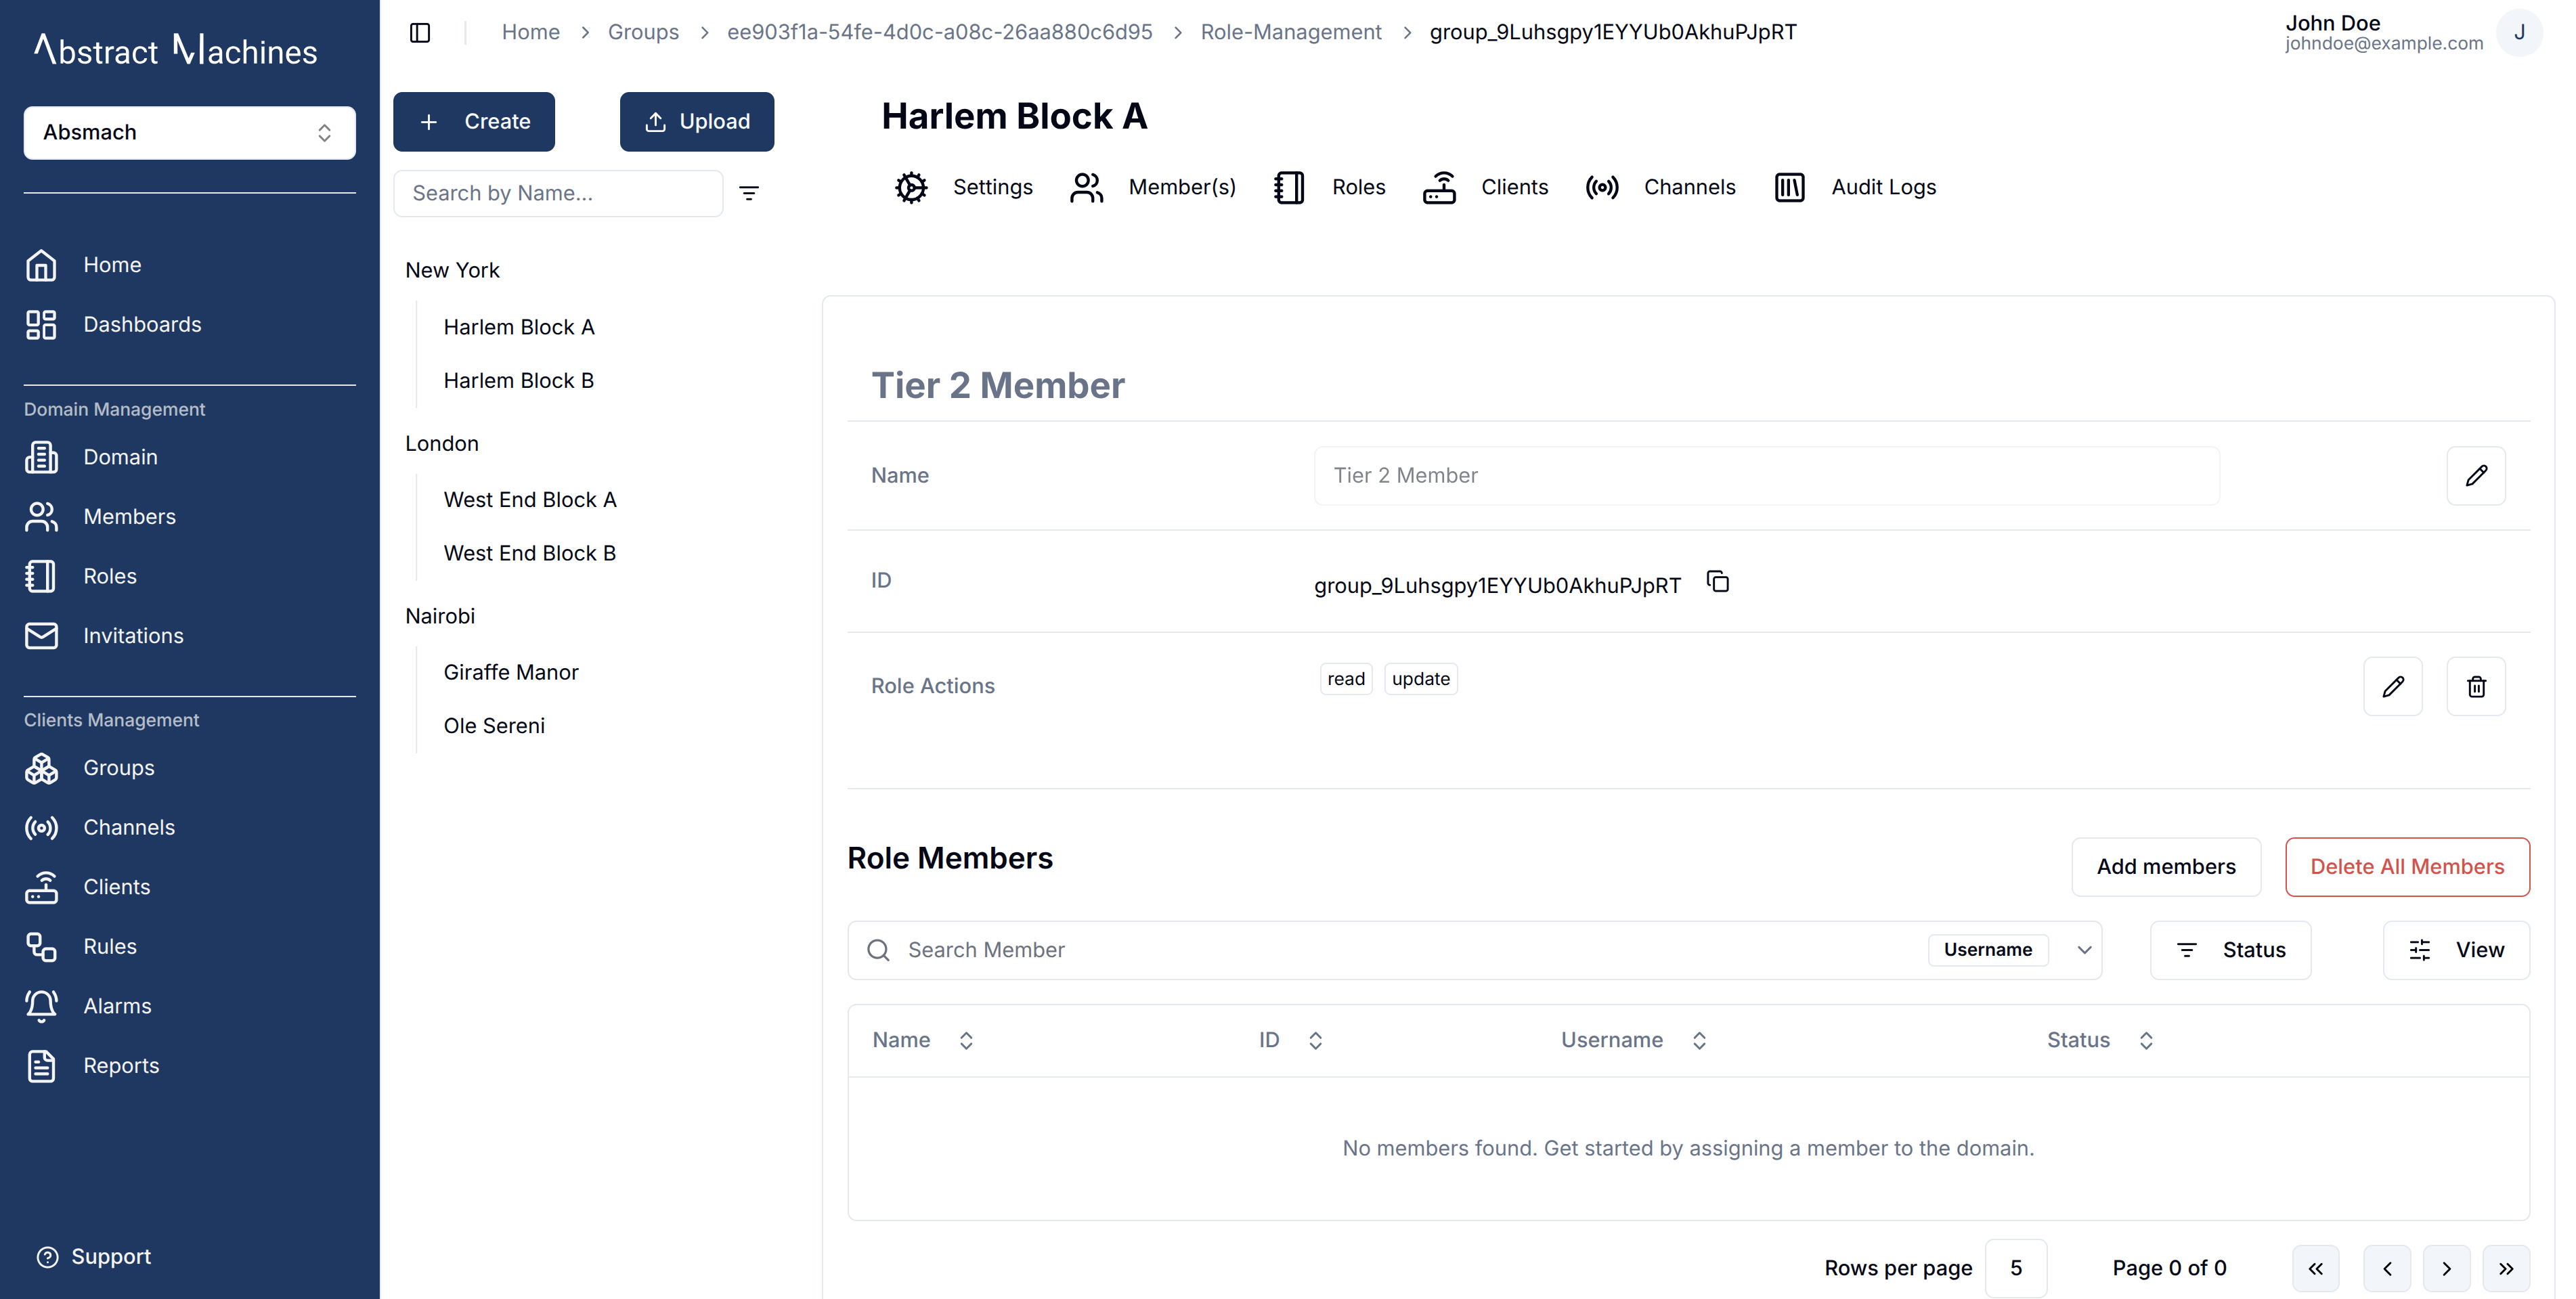 Abstract Machines
Absmach
Home
Dashboards
Domain Management
Domain
Members
Roles
Invitations
Clients Management
Groups
Channels
Clients
Rules
Alarms
Reports
Support
Home > Groups > ee903f1a-54fe-4d0c-a08c-26aa880c6d95 > Role-Management > group_9Luhsgpy1EYYUb0AkhuPJpRT
John Doe
johndoe@example.com
J
Create
Upload
Search by Name...
New York
Harlem Block A
Harlem Block B
London
West End Block A
West End Block B
Nairobi
Giraffe Manor
Ole Sereni
Harlem Block A
Settings Member(s) Roles Clients Channels Audit Logs
Tier 2 Member
Name Tier 2 Member
ID group_9Luhsgpy1EYYUb0AkhuPJpRT
Role Actions read update
Role Members
Add members Delete All Members
Search Member Username Status View
Name ID Username Status
No members found. Get started by assigning a member to the domain.
Rows per page 5 Page 0 of 0